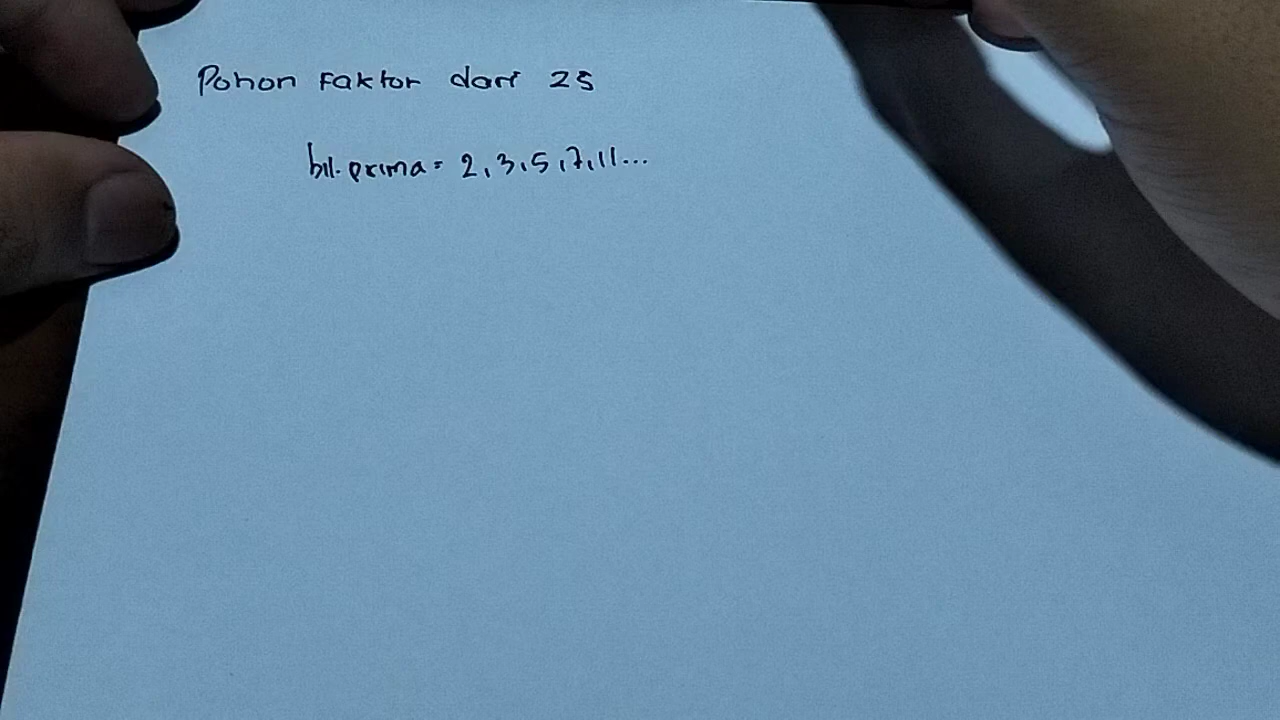 Pohon Faktor dari 25
bil. prima = 2, 3, 5, 7, 11...